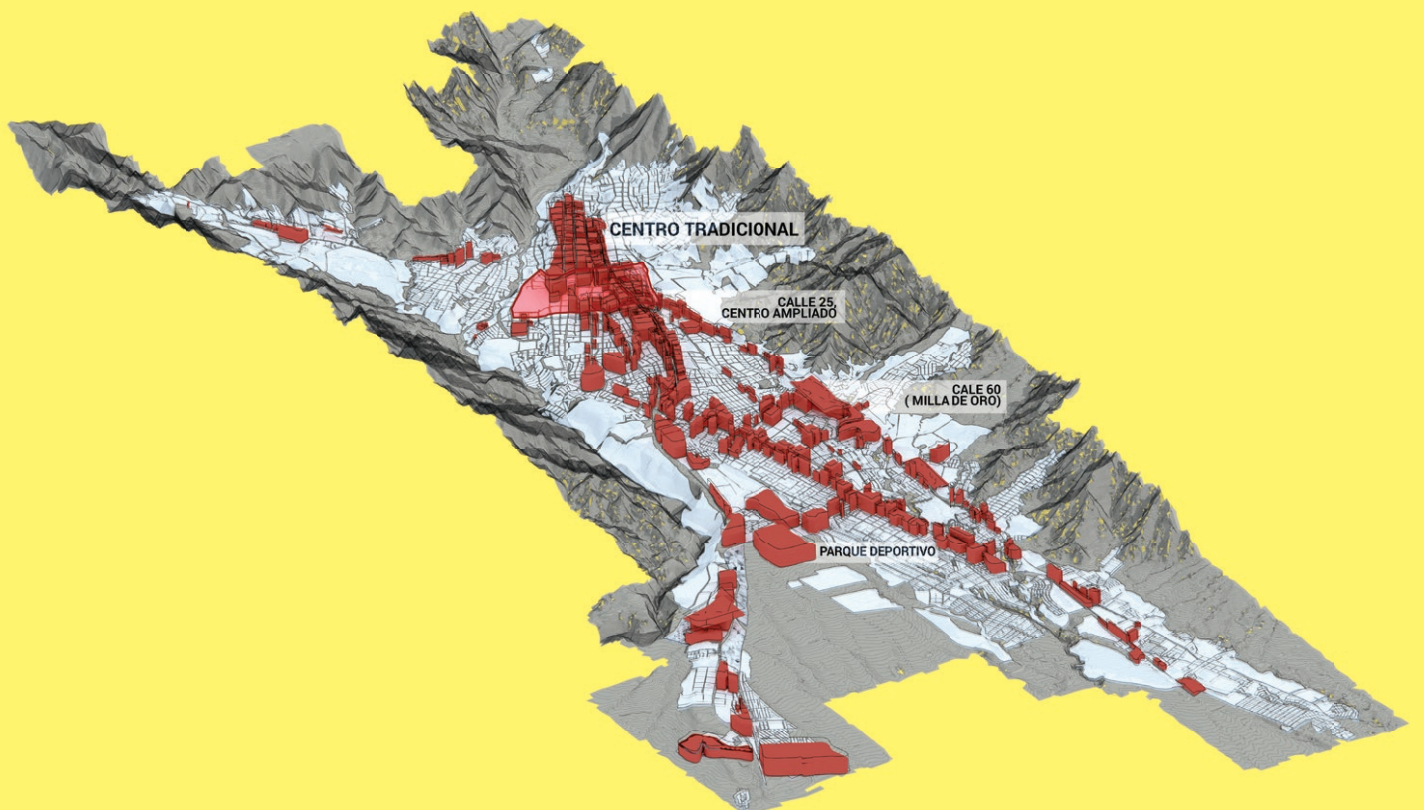 CENTRO TRADICIONAL
CALLE 25,
CENTRO AMPLIADO
CALE 60
( MILLA DE ORO)
PARQUE DEPORTIVO